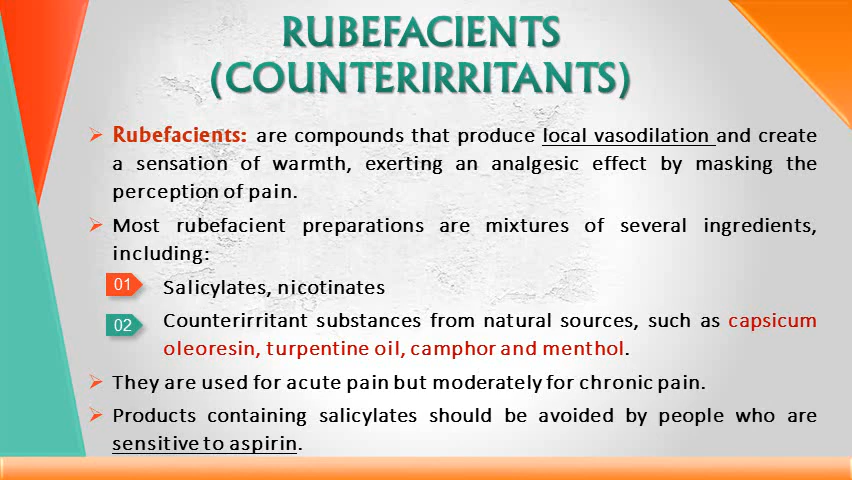 RUBEFACIENTS
(COUNTERIRRITANTS)
➢ Rubefacients: are compounds that produce local vasodilation and create
a sensation of warmth, exerting an analgesic effect by masking the
perception of pain.
➢ Most rubefacient preparations are mixtures of several ingredients,
including:
01 Salicylates, nicotinates
02 Counterirritant substances from natural sources, such as capsicum
oleoresin, turpentine oil, camphor and menthol.
➢ They are used for acute pain but moderately for chronic pain.
➢ Products containing salicylates should be avoided by people who are
sensitive to aspirin.